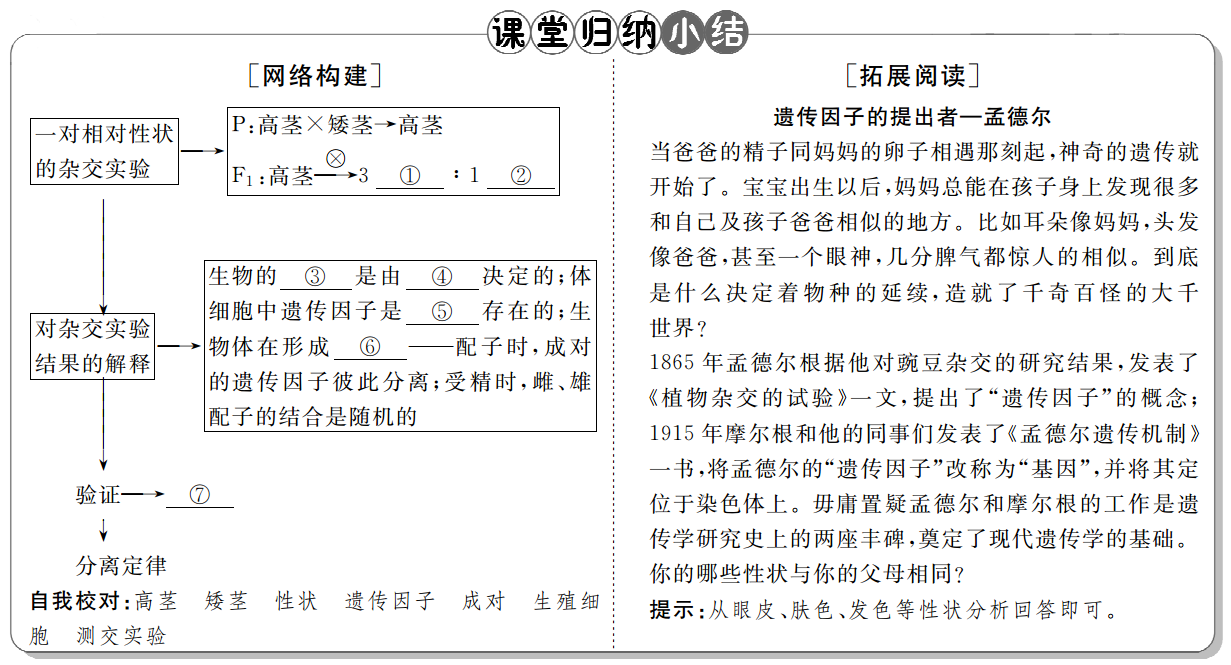 课堂归纳小结
[网络构建]
一对相对性状
的杂交实验
P:高茎×矮茎→高茎
F₁:高茎—⊗→3 ① ∶1 ②
对杂交实验
结果的解释
生物的 ③ 是由 ④ 决定的;体
细胞中遗传因子是 ⑤ 存在的;生
物体在形成 ⑥ ——配子时,成对
的遗传因子彼此分离;受精时,雌、雄
配子的结合是随机的
验证→ ⑦
分离定律
自我校对:高茎 矮茎 性状 遗传因子 成对 生殖细
胞 测交实验
[拓展阅读]
遗传因子的提出者—孟德尔
当爸爸的精子同妈妈的卵子相遇那刻起,神奇的遗传就
开始了。宝宝出生以后,妈妈总能在孩子身上发现很多
和自己及孩子爸爸相似的地方。比如耳朵像妈妈,头发
像爸爸,甚至一个眼神,几分脾气都惊人的相似。到底
是什么决定着物种的延续,造就了千奇百怪的大千
世界?
1865年孟德尔根据他对豌豆杂交的研究结果,发表了
《植物杂交的试验》一文,提出了“遗传因子”的概念;
1915年摩尔根和他的同事们发表了《孟德尔遗传机制》
一书,将孟德尔的“遗传因子”改称为“基因”,并将其定
位于染色体上。毋庸置疑孟德尔和摩尔根的工作是遗
传学研究史上的两座丰碑,奠定了现代遗传学的基础。
你的哪些性状与你的父母相同?
提示:从眼皮、肤色、发色等性状分析回答即可。